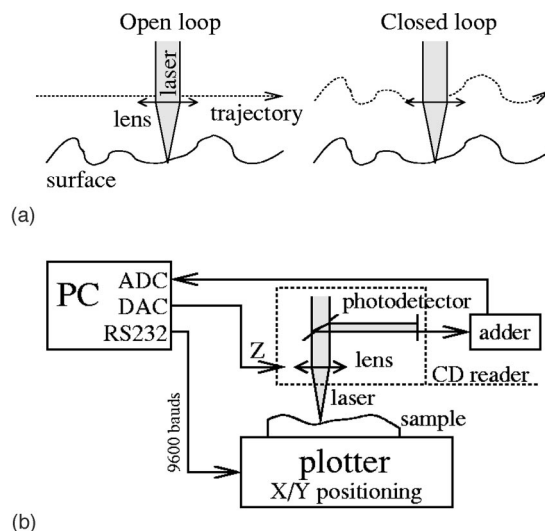 Open loop
Closed loop
laser
lens
trajectory
surface
(a)
PC
ADC
DAC
RS232
photodetector
adder
Z
lens
CD reader
laser
sample
9600 bauds
plotter
X/Y positioning
(b)